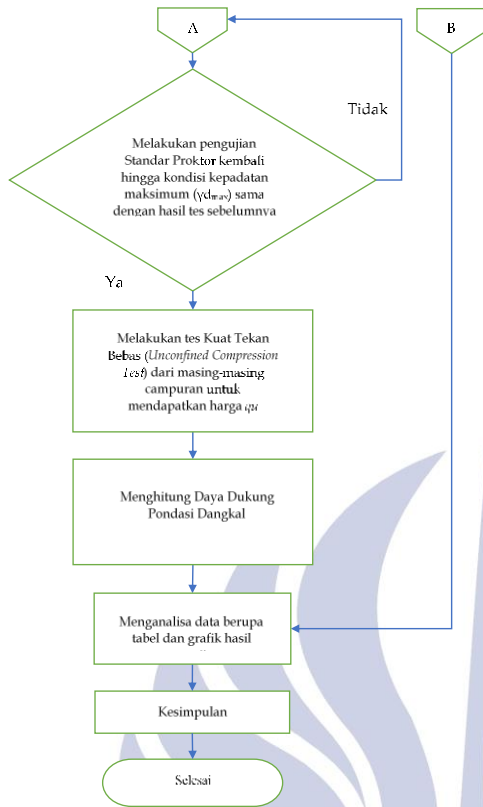 A
B
Tidak
Melakukan pengujian
Standar Proktor kembali
hingga kondisi kepadatan
maksimum (γd max) sama
dengan hasil tes sebelumnya
Ya
Melakukan tes Kuat Tekan
Bebas (Unconfined Compression
Test) dari masing-masing
campuran untuk
mendapatkan harga qu
Menghitung Daya Dukung
Pondasi Dangkal
Menganalisa data berupa
tabel dan grafik hasil
Kesimpulan
Selesai